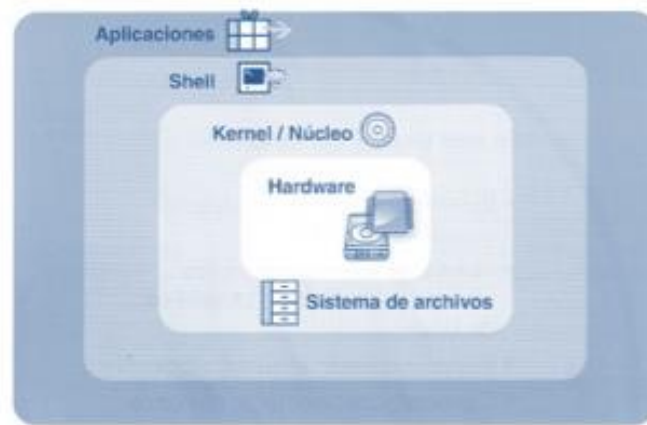 Aplicaciones
Shell
Kernel / Núcleo
Hardware
Sistema de archivos